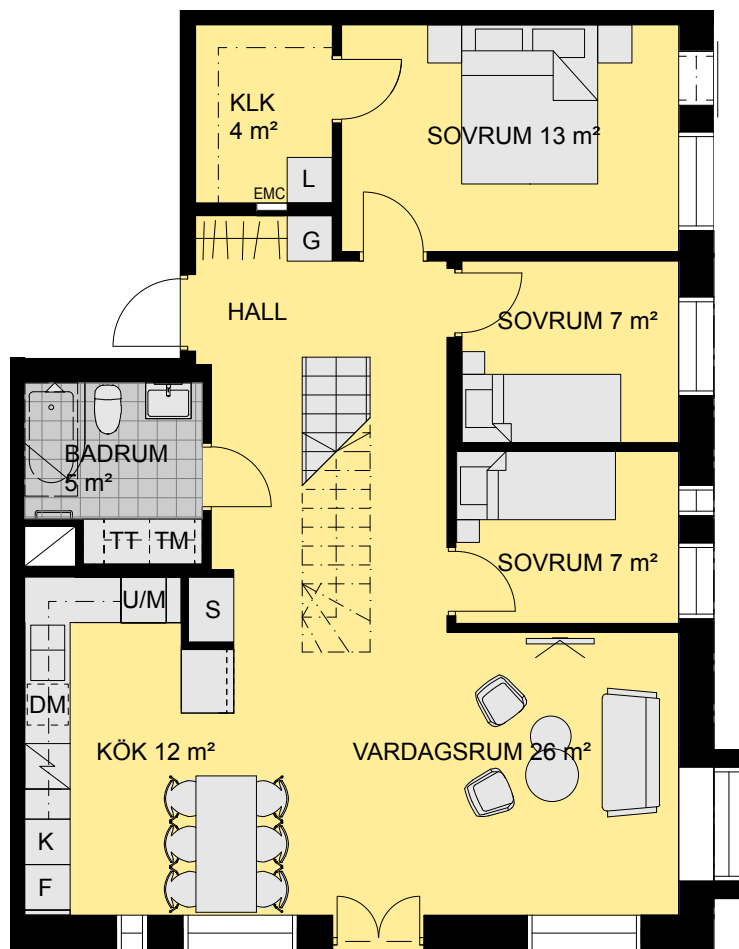 KLK
4 m²
SOVRUM 13 m²
L
EMC
G
HALL
SOVRUM 7 m²
BADRUM
5 m²
TT
TM
SOVRUM 7 m²
U/M
S
DM
KÖK 12 m²
VARDAGSRUM 26 m²
K
F